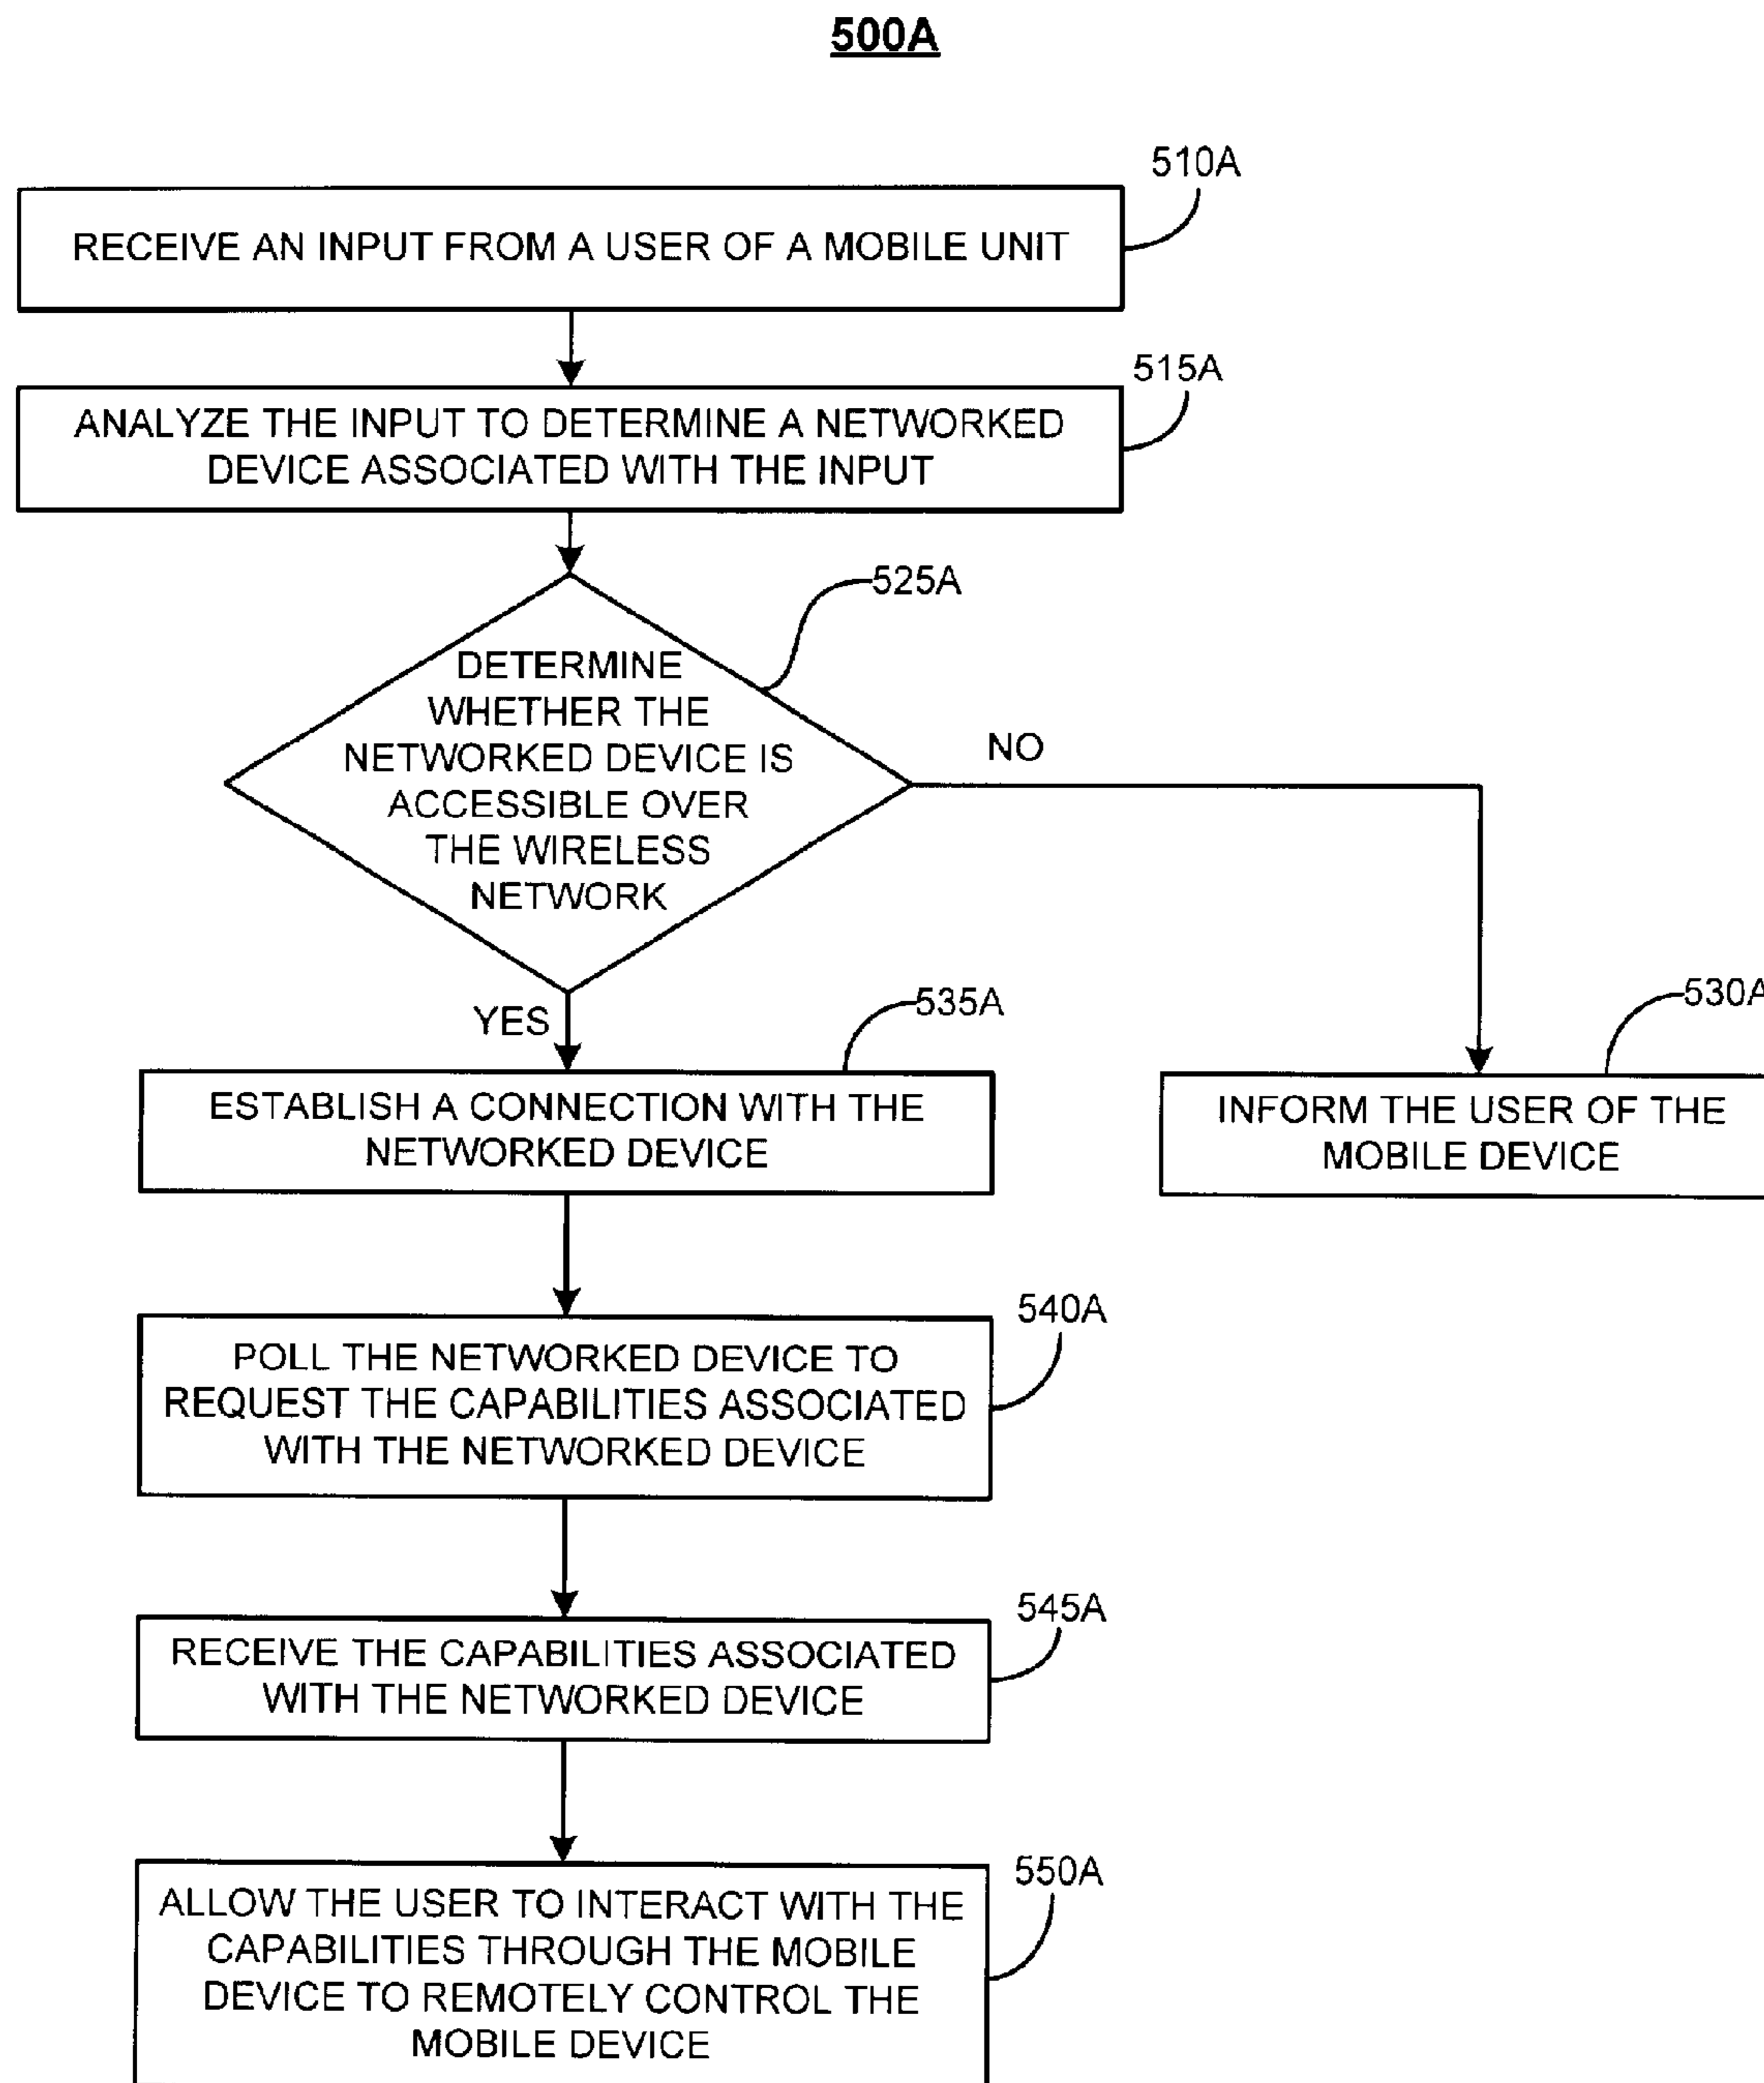 500A
510A
RECEIVE AN INPUT FROM A USER OF A MOBILE UNIT
515A
ANALYZE THE INPUT TO DETERMINE A NETWORKED
DEVICE ASSOCIATED WITH THE INPUT
525A
DETERMINE
WHETHER THE
NETWORKED DEVICE IS
ACCESSIBLE OVER
THE WIRELESS
NETWORK
NO
YES
535A
530A
ESTABLISH A CONNECTION WITH THE
NETWORKED DEVICE
INFORM THE USER OF THE
MOBILE DEVICE
540A
POLL THE NETWORKED DEVICE TO
REQUEST THE CAPABILITIES ASSOCIATED
WITH THE NETWORKED DEVICE
545A
RECEIVE THE CAPABILITIES ASSOCIATED
WITH THE NETWORKED DEVICE
550A
ALLOW THE USER TO INTERACT WITH THE
CAPABILITIES THROUGH THE MOBILE
DEVICE TO REMOTELY CONTROL THE
MOBILE DEVICE